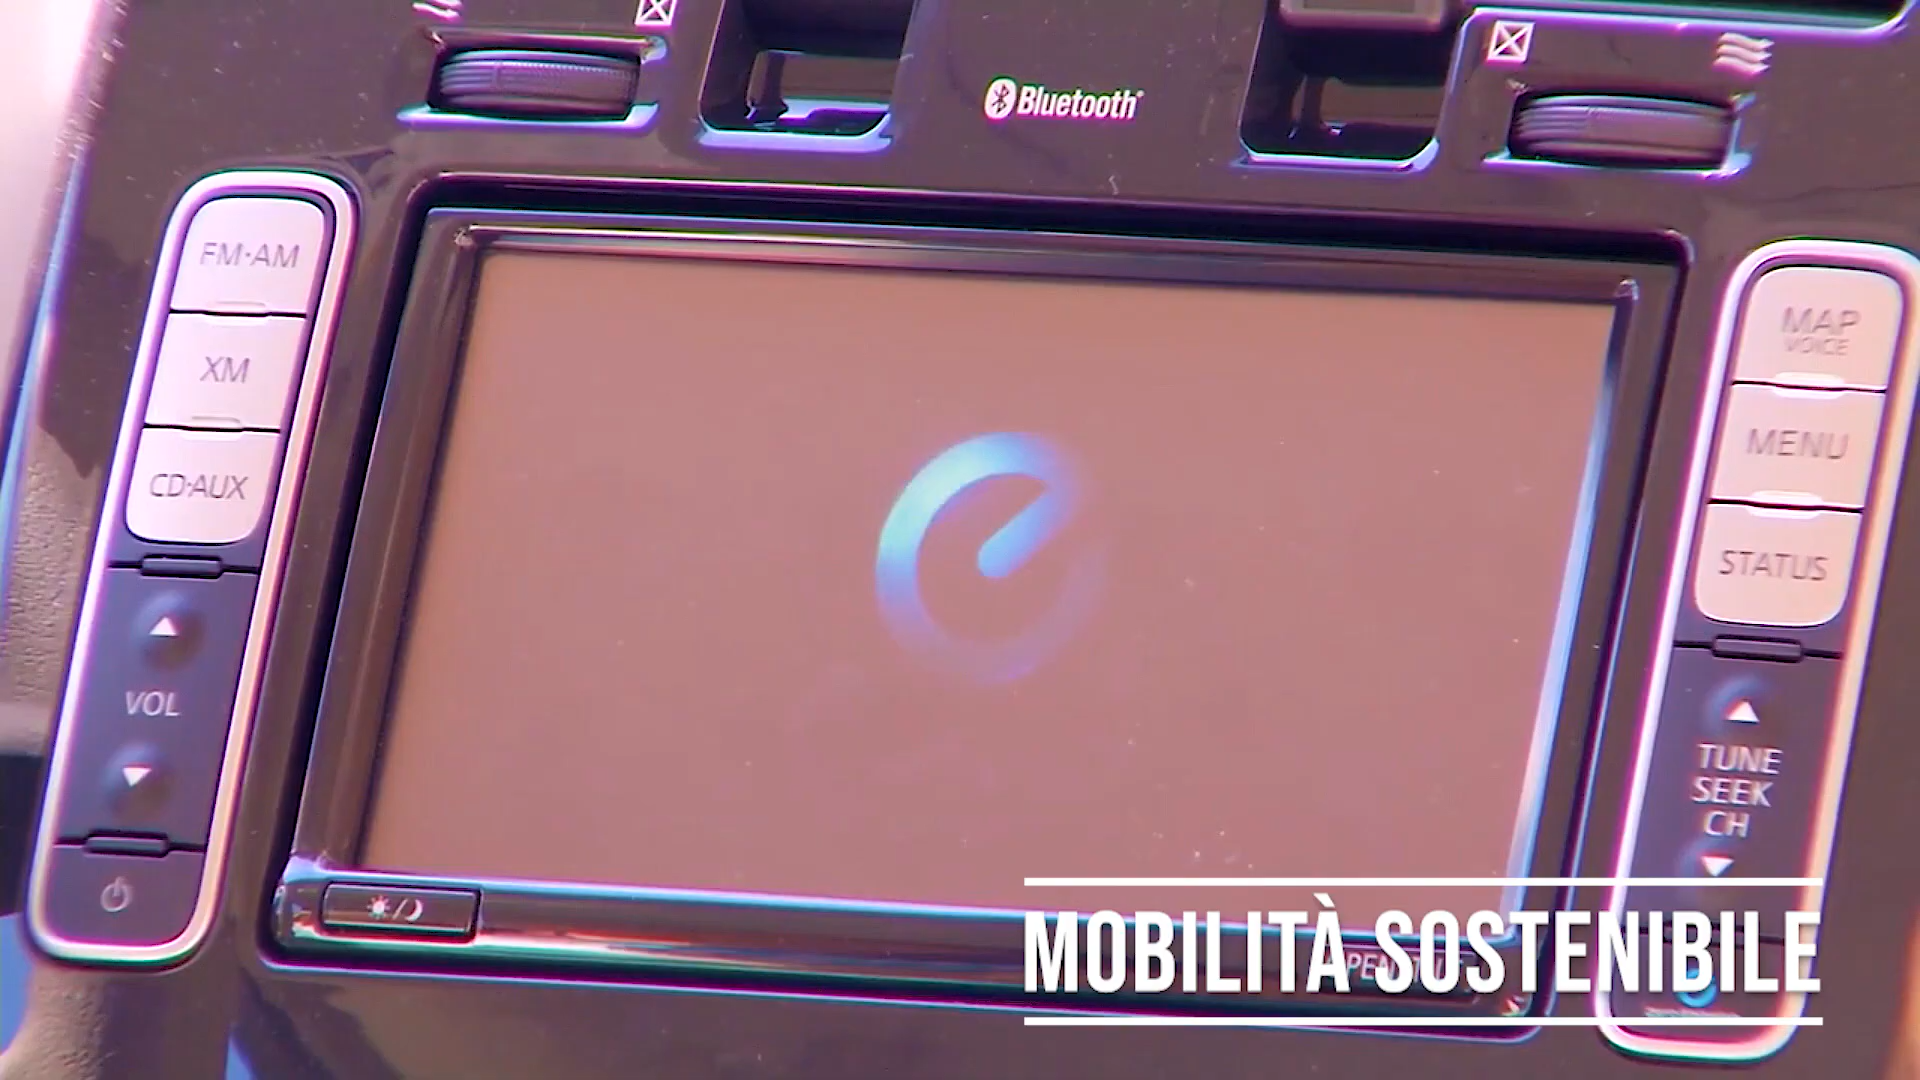 Bluetooth
FM·AM
XM
CD·AUX
VOL
MAP
VOICE
MENU
STATUS
TUNE
SEEK
CH
MOBILITÀ SOSTENIBILE